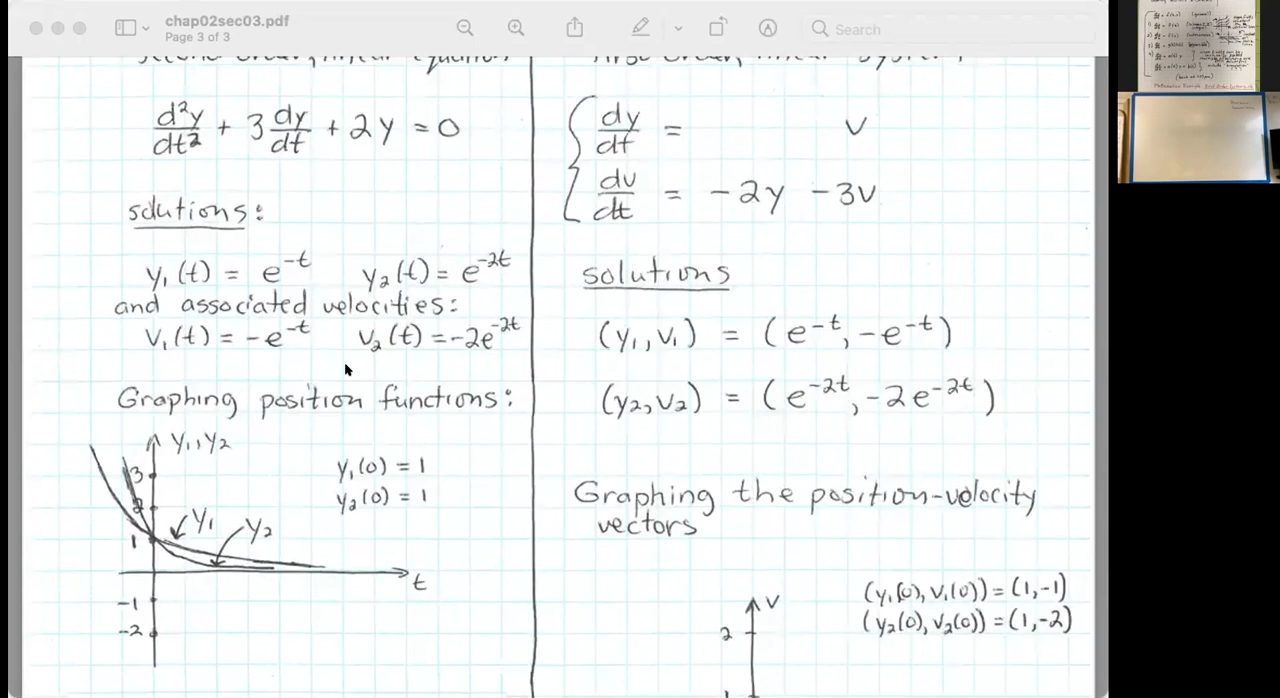 chap02sec03.pdf
Page 3 of 3
Search
d²y/dt² + 3 dy/dt + 2y = 0
solutions:
y₁(t) = e^{-t} y₂(t) = e^{-2t}
and associated velocities:
v₁(t) = -e^{-t} v₂(t) = -2e^{-2t}
Graphing position functions:
y₁, y₂
3
2
1
-1
-2
y₁
y₂
t
y₁(0) = 1
y₂(0) = 1
dy/dt = v
dv/dt = -2y -3v
solutions
(y₁, v₁) = (e^{-t}, -e^{-t})
(y₂, v₂) = (e^{-2t}, -2e^{-2t})
Graphing the position-velocity
vectors
v
2
1
(y₁(0), v₁(0)) = (1, -1)
(y₂(0), v₂(0)) = (1, -2)